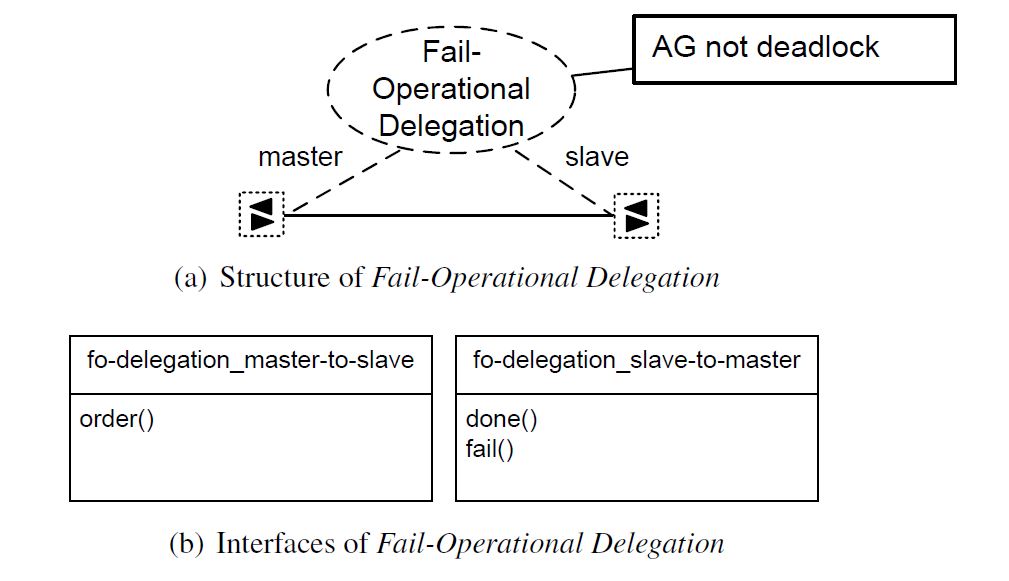 Fail-
Operational
Delegation
AG not deadlock
master
slave
(a) Structure of Fail-Operational Delegation
fo-delegation_master-to-slave
order()
fo-delegation_slave-to-master
done()
fail()
(b) Interfaces of Fail-Operational Delegation